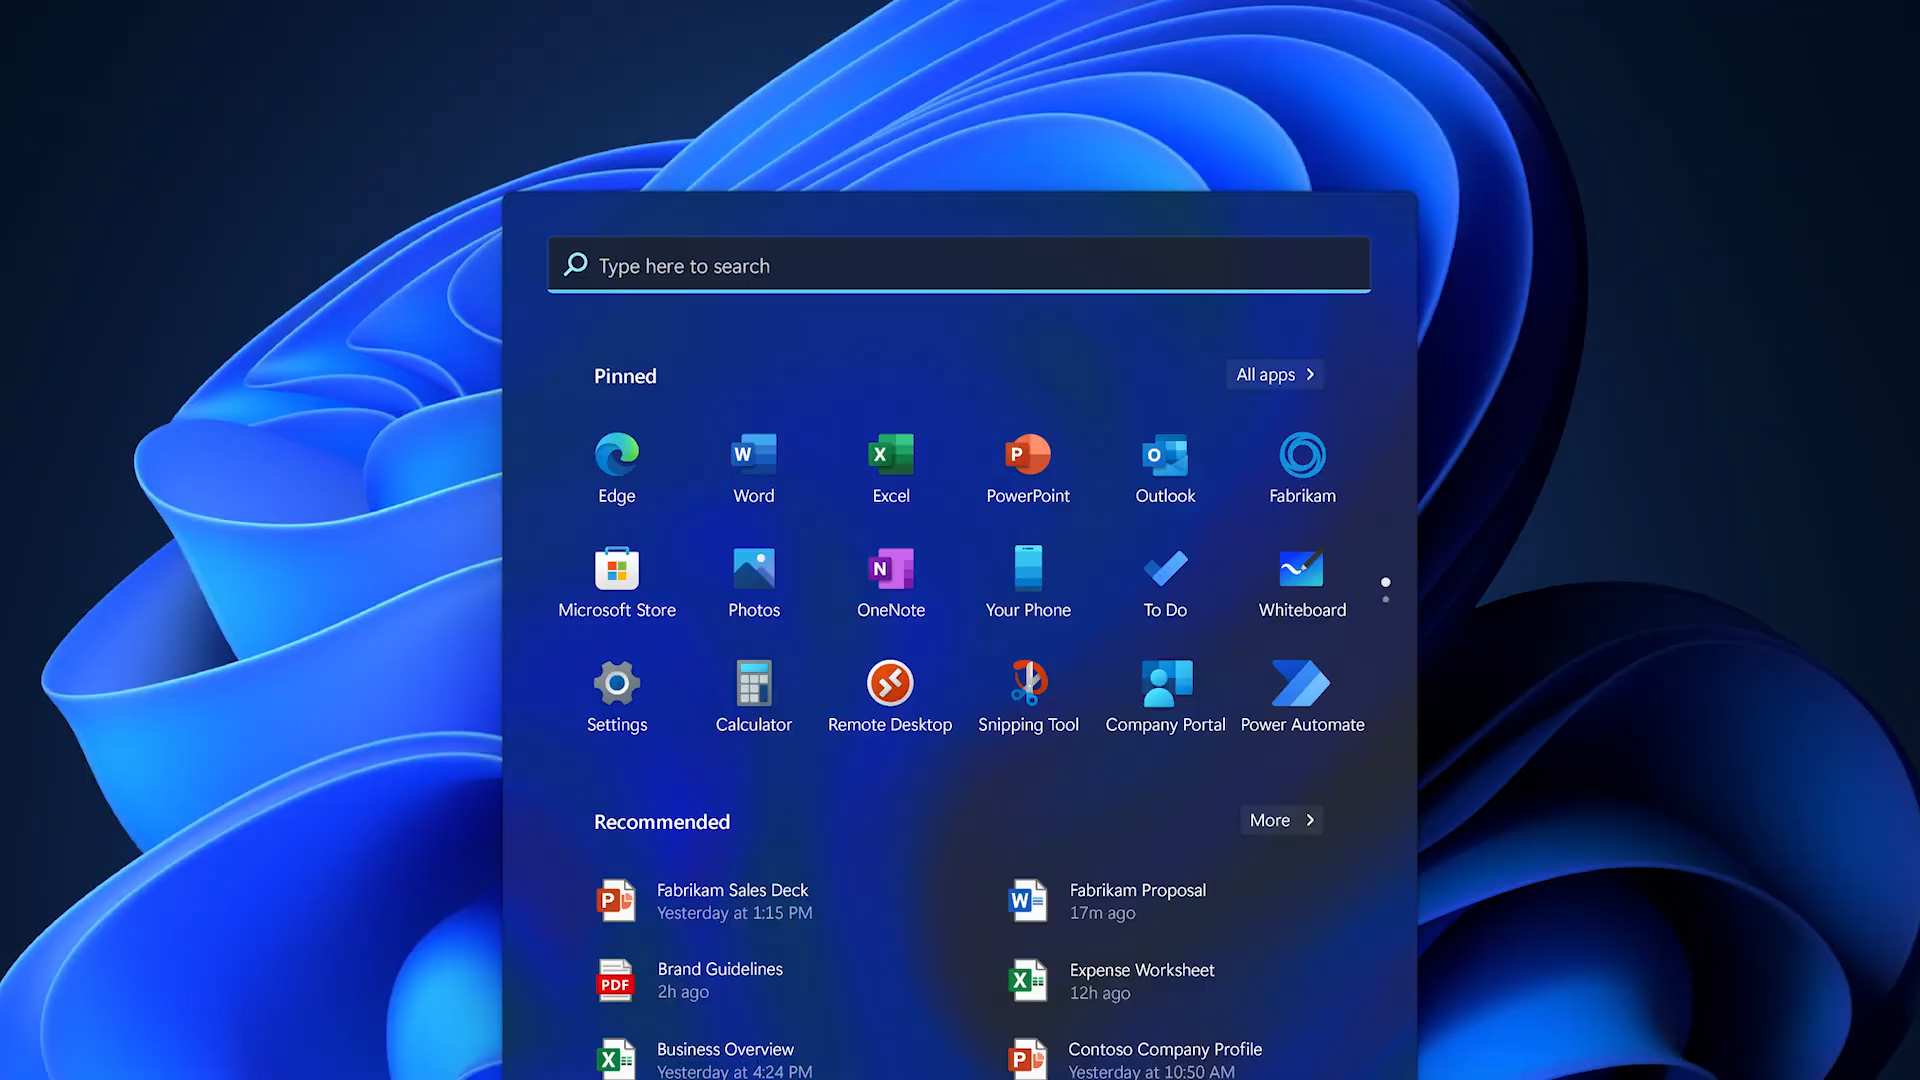 Type here to search
Pinned
All apps
Edge
Word
Excel
PowerPoint
Outlook
Fabrikam
Microsoft Store
Photos
OneNote
Your Phone
To Do
Whiteboard
Settings
Calculator
Remote Desktop
Snipping Tool
Company Portal
Power Automate
Recommended
More
Fabrikam Sales Deck
Yesterday at 1:15 PM
Fabrikam Proposal
17m ago
PDF
Brand Guidelines
2h ago
Expense Worksheet
12h ago
Business Overview
Yesterday at 4:24 PM
Contoso Company Profile
Yesterday at 10:50 AM